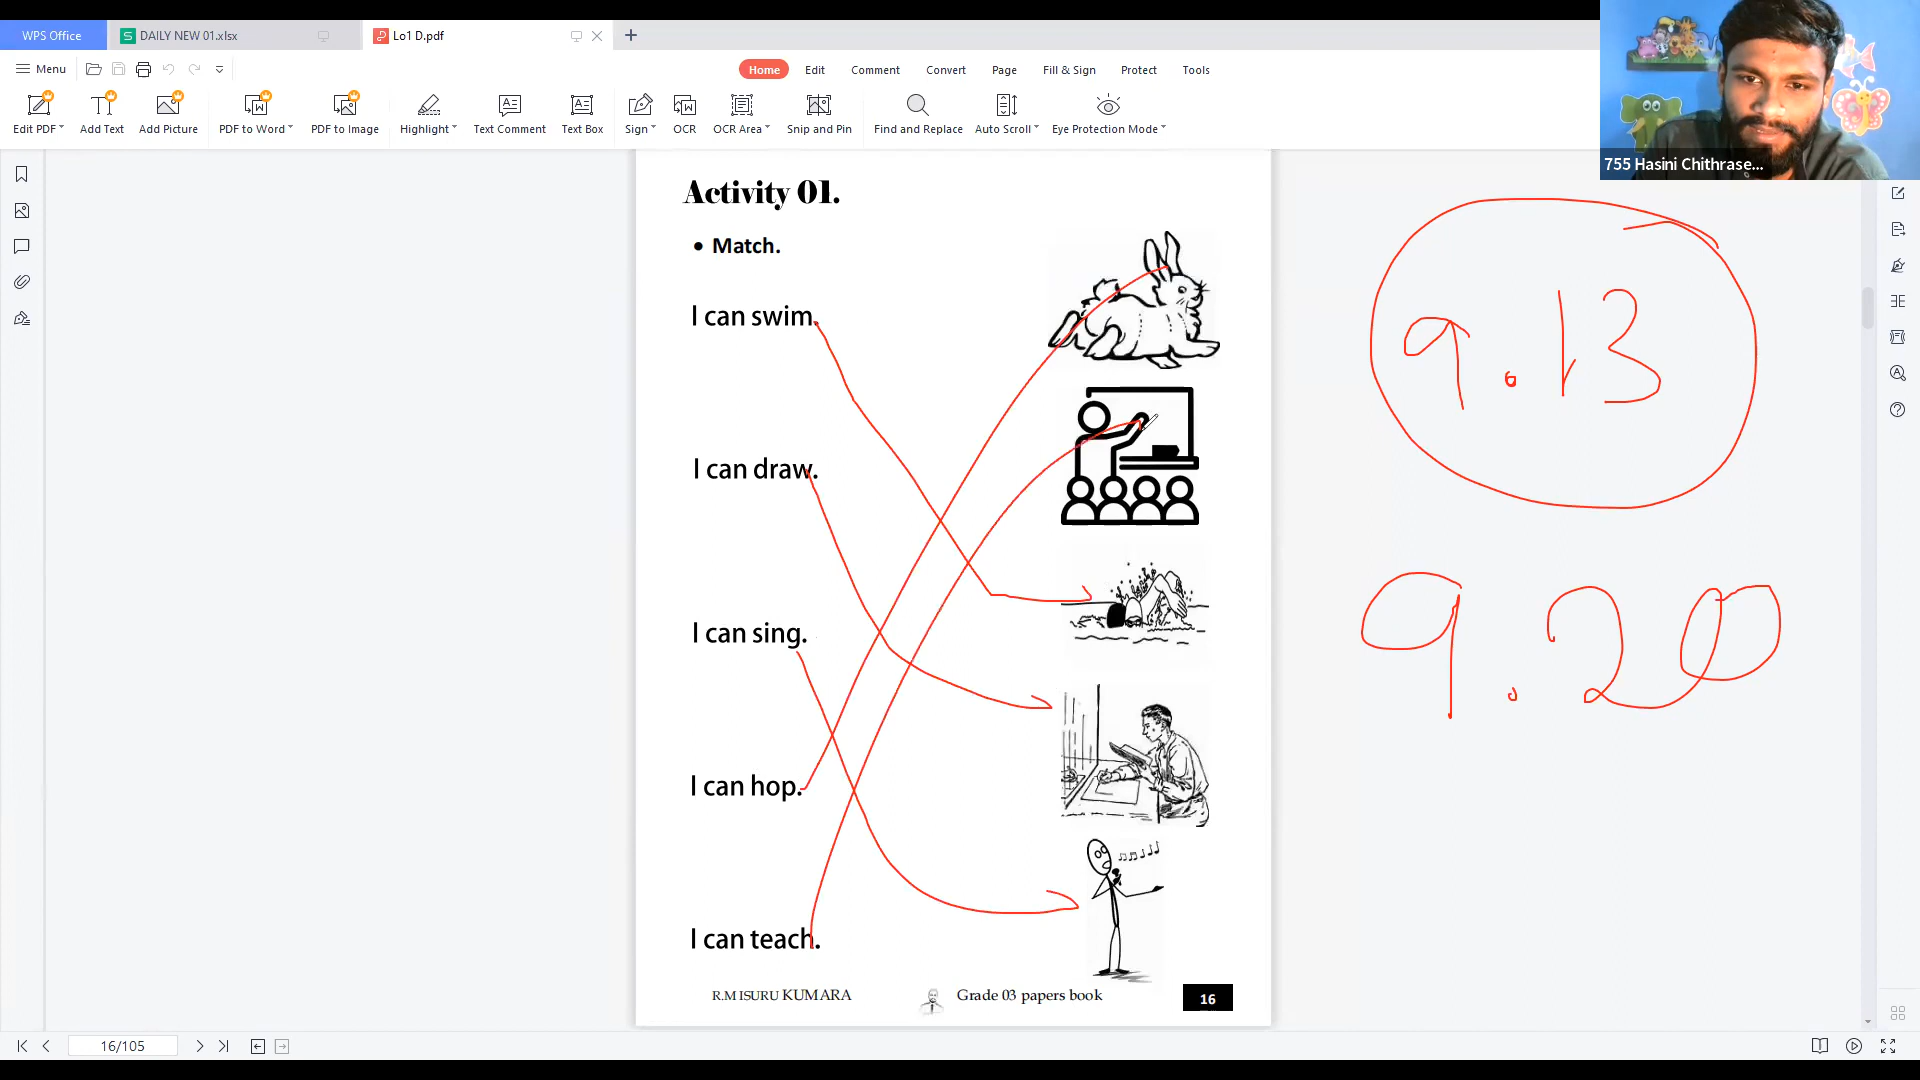 WPS Office DAILY NEW 01.xlsx Lo1 D.pdf
Menu Home Edit Comment Convert Page Fill & Sign Protect Tools
Edit PDF Add Text Add Picture PDF to Word PDF to Image Highlight Text Comment Text Box Sign OCR OCR Area Snip and Pin Find and Replace Auto Scroll Eye Protection Mode
755 Hasini Chithrase...
Activity 01.
• Match.
I can swim.
I can draw.
I can sing.
I can hop.
I can teach.
R.M ISURU KUMARA Grade 03 papers book 16
9.13
9.20
16/105